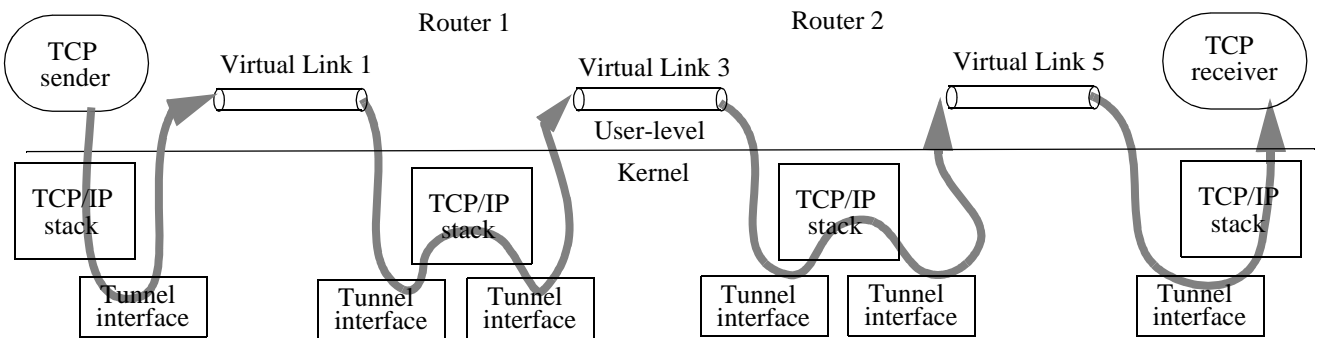 Router 1
Router 2
TCP
sender
Virtual Link 1
Virtual Link 3
Virtual Link 5
TCP
receiver
User-level
Kernel
TCP/IP
stack
TCP/IP
stack
TCP/IP
stack
TCP/IP
stack
Tunnel
interface
Tunnel
interface
Tunnel
interface
Tunnel
interface
Tunnel
interface
Tunnel
interface